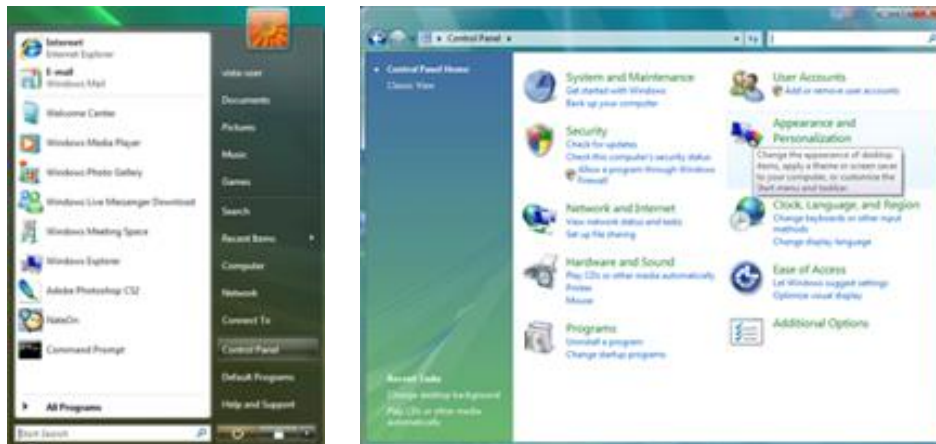 Internet
Internet Explorer
E-mail
Windows Mail
Welcome Center
Windows Media Player
Windows Photo Gallery
Windows Live Messenger Download
Windows Meeting Space
Windows Explorer
Adobe Photoshop CS2
NateOn
Command Prompt
All Programs
Start Search
vista user
Documents
Pictures
Music
Games
Search
Recent Items
Computer
Network
Connect To
Control Panel
Default Programs
Help and Support
Control Panel
Control Panel Home
Classic View
Recent Tasks
Change desktop background
Play CDs or other media
automatically
System and Maintenance
Get started with Windows
Back up your computer
Security
Check for updates
Check this computer's security status
Allow a program through Windows
Firewall
Network and Internet
View network status and tasks
Set up file sharing
Hardware and Sound
Play CDs or other media automatically
Printer
Mouse
Programs
Uninstall a program
Change startup programs
User Accounts
Add or remove user accounts
Appearance and
Personalization
Change the appearance of desktop
items, apply a theme or screen saver
to your computer, or customize the
Start menu and taskbar.
Clock, Language, and Region
Change keyboards or other input
methods
Change display language
Ease of Access
Let Windows suggest settings
Optimize visual display
Additional Options